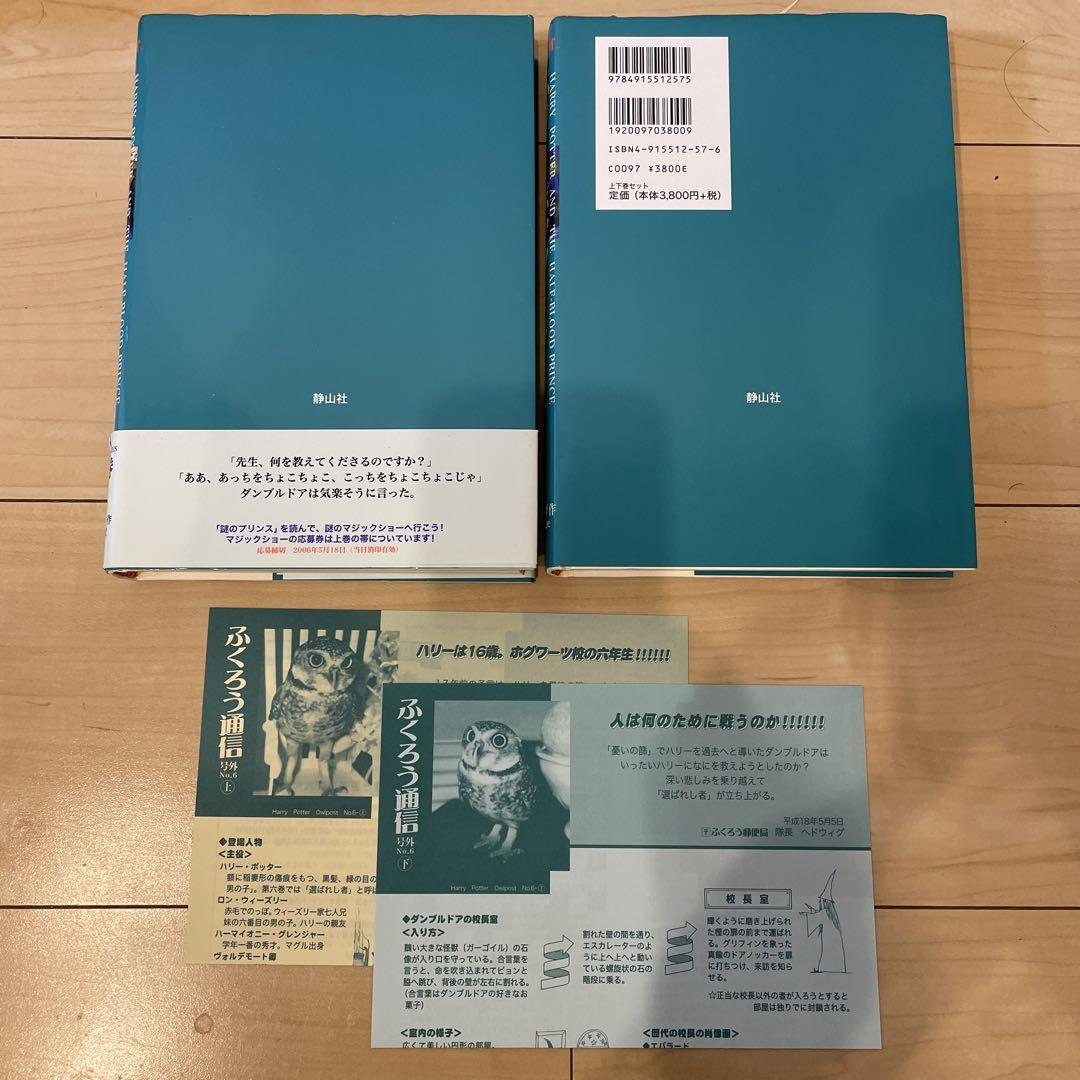 HARRY POTTER AND THE HALF-BLOOD PRINCE
静山社
「先生、何を教えてくださるのですか？」
「ああ、あっちをちょこちょこ、こっちをちょこちょこじゃ」
ダンブルドアは気楽そうに言った。
「謎のプリンス」を読んで、謎のマジックショーへ行こう!
マジックショーの応募券は上巻の帯についています!
応募締切 2006年5月18日（当日消印有効）
HARRY POTTER AND THE HALF-BLOOD PRINCE
9784915512575
1920097038009
ISBN4-915512-57-6
C0097 ¥3800E
上下巻セット
定価（本体3,800円+税）
静山社
ふくろう通信
号外
No.6
上
Harry Potter Owlpost No.6-上
ハリーは16歳。ホグワーツ校の六年生!!!!!!
◆登場人物
<主役>
ハリー・ポッター
額に稲妻形の傷痕をもつ、黒髪、緑の目の
男の子」。第六巻では「選ばれし者」と呼ば
ロン・ウィーズリー
赤毛でのっぽ。ウィーズリー家七人兄
妹の六番目の男の子。ハリーの親友
ハーマイオニー・グレンジャー
学年一番の秀才。マグル出身
ヴォルデモート卿
ふくろう通信
号外
No.6
下
Harry Potter Owlpost No.6-下
人は何のために戦うのか!!!!!!
「憂いの篩」でハリーを過去へと導いたダンブルドアは
いったいハリーになにを教えようとしたのか？
深い悲しみを乗り越えて
「選ばれし者」が立ち上がる。
平成18年5月5日
〒ふくろう郵便局 隊長 ヘドウィグ
◆ダンブルドアの校長室
<入り方>
醜い大きな怪獣（ガーゴイル）の石
像が入り口を守っている。合言葉を
言うと、命を吹き込まれてピョンと
脇へ跳び、背後の壁が左右に割れる。
（合言葉はダンブルドアの好きなお
菓子）
割れた壁の間を通り、
エスカレーターのよ
うに上へ上へと動いて
いる螺旋状の石の
階段に乗る。
校長室
輝くように磨き上げられ
た樫の扉の前まで運ばれ
る。グリフィンを象った
真鍮のドアノッカーを扉
に打ちつけ、来訪を知ら
せる。
☆正当な校長以外の者が入ろうとすると
部屋は独りでに封鎖される。
<室内の様子>
広くて美しい円形の部屋。
<歴代の校長の肖像画>
◆エバラード